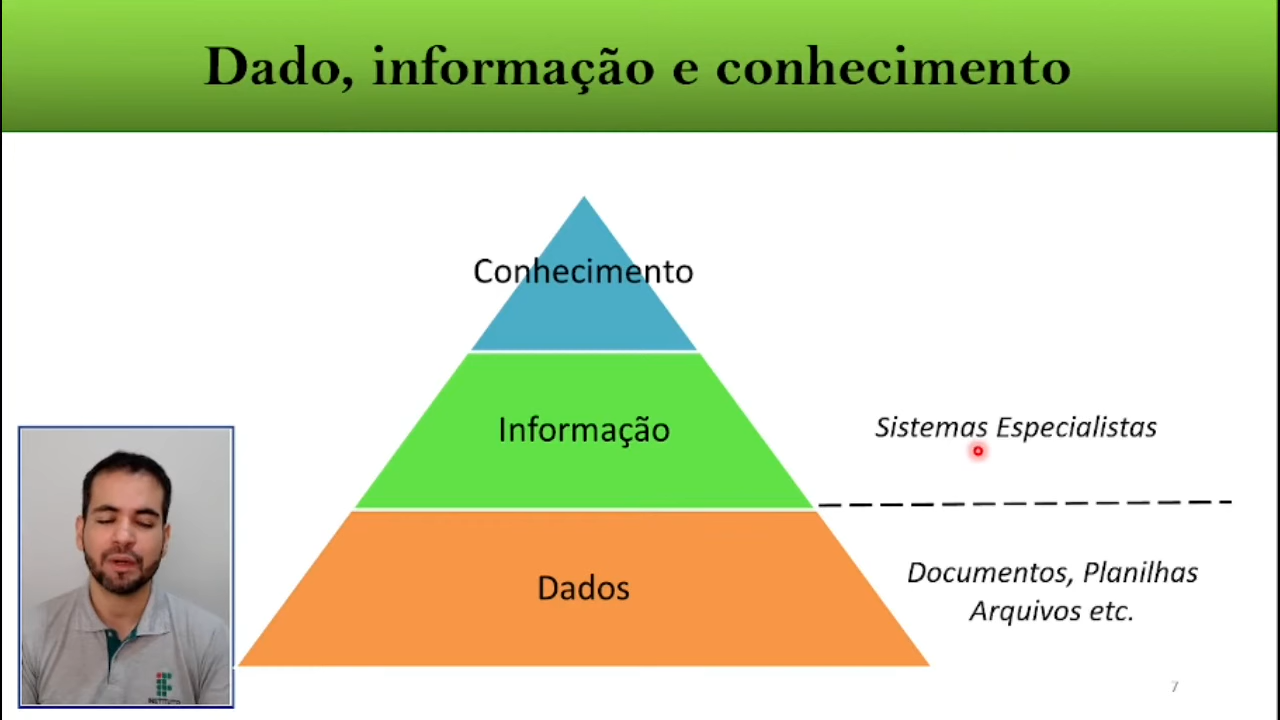 Dado, informação e conhecimento
Conhecimento
Informação
Sistemas Especialistas
Dados
Documentos, Planilhas
Arquivos etc.
7